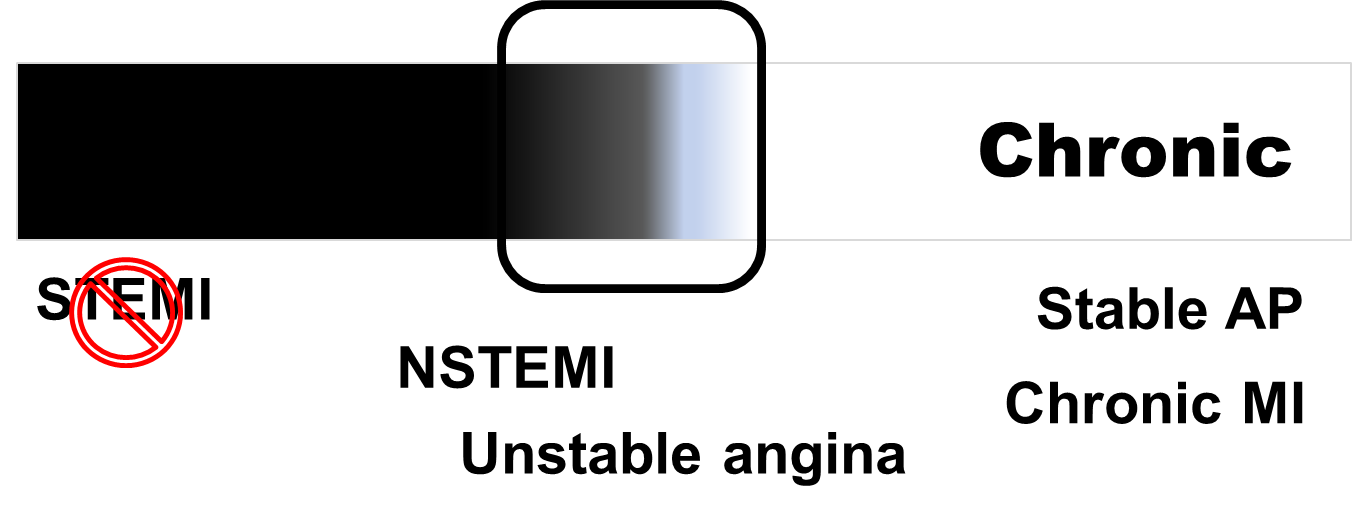 Chronic
STEMI
Stable AP
NSTEMI
Chronic MI
Unstable angina